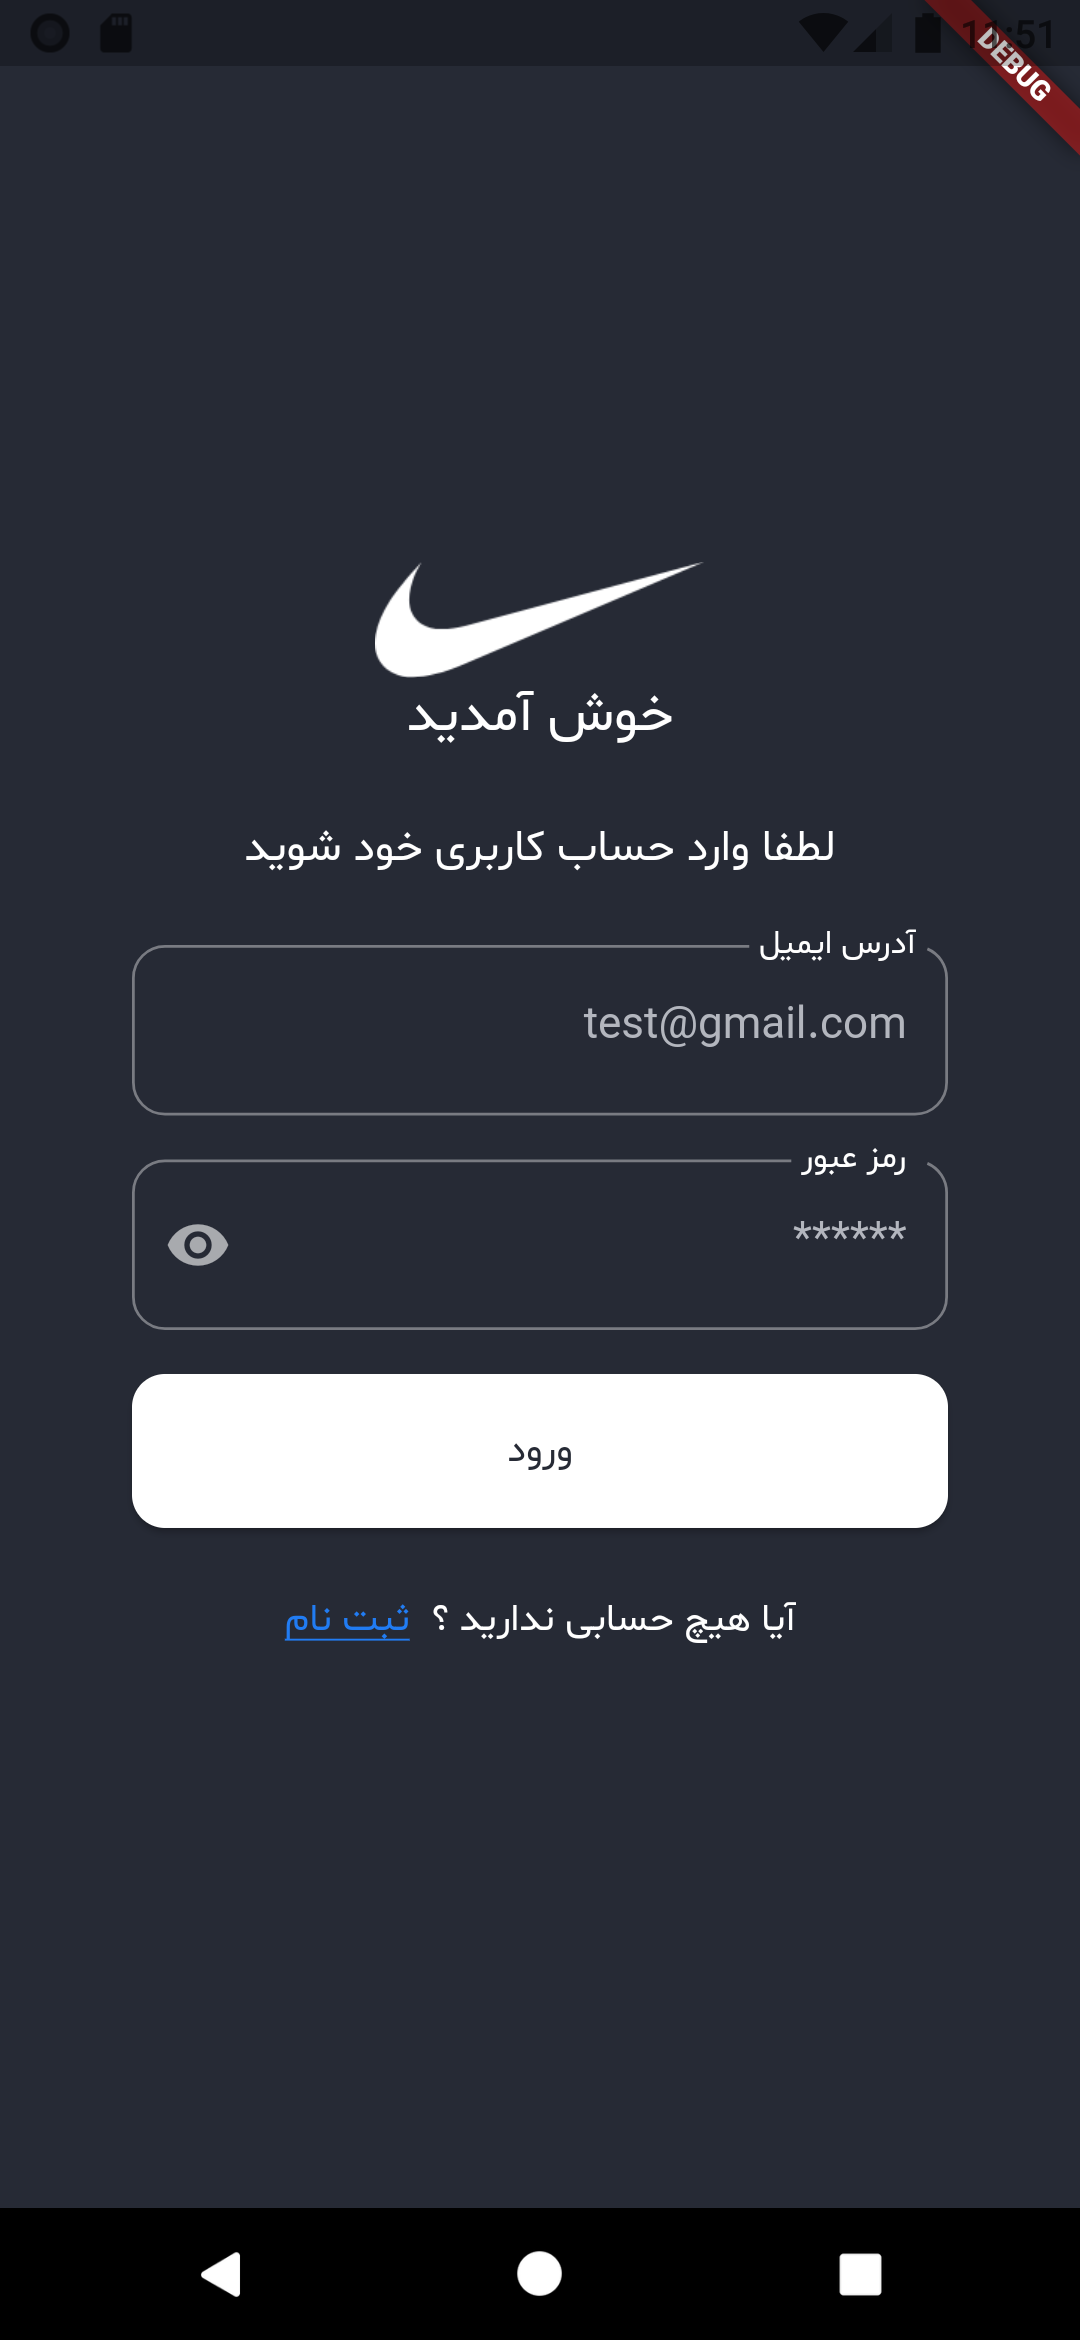 11:51
DEBUG
خوش آمدید
لطفا وارد حساب کاربری خود شوید
آدرس ایمیل
test@gmail.com
رمز عبور
******
ورود
آیا هیچ حسابی ندارید ؟ ثبت نام